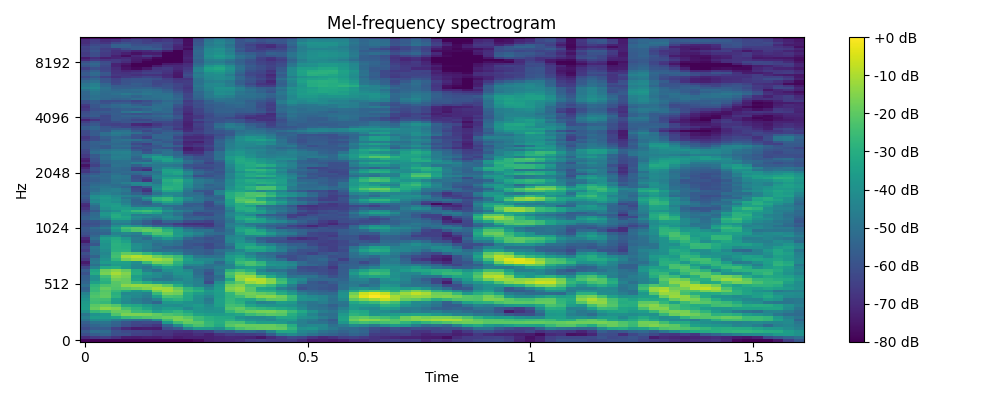 Mel-frequency spectrogram
8192
4096
2048
1024
512
0
Hz
0
0.5
1
1.5
Time
+0 dB
-10 dB
-20 dB
-30 dB
-40 dB
-50 dB
-60 dB
-70 dB
-80 dB